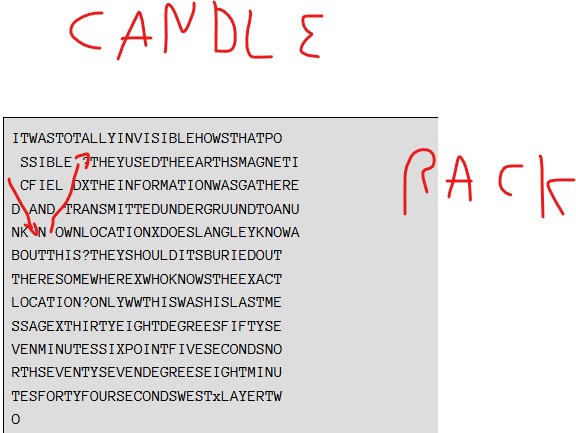 CANDLE
ITWASTOTALLYINVISIBLEHOWSTHATPO
SSIBLE ?THEYUSEDTHEEARTHSMAGNETI
CFIEL DXTHEINFORMATIONWASGATHERE
D AND TRANSMITTEDUNDERGRUUNDTOANU
NK N OWNLOCATIONXDOESLANGLEYKNOWA
BOUTTHIS?THEYSHOULDITSBURIEDOUT
THERESOMEWHEREXWHOKNOWSTHEEXACT
LOCATION?ONLYWWTHISWASHISLASTME
SSAGEXTHIRTYEIGHTDEGREESFIFTYSE
VENMINUTESSIXPOINTFIVESECONDSNO
RTHSEVENTYSEVENDEGREESEIGHTMINU
TESFORTYFOURSECONDSWESTxLAYERTW
O
RACK